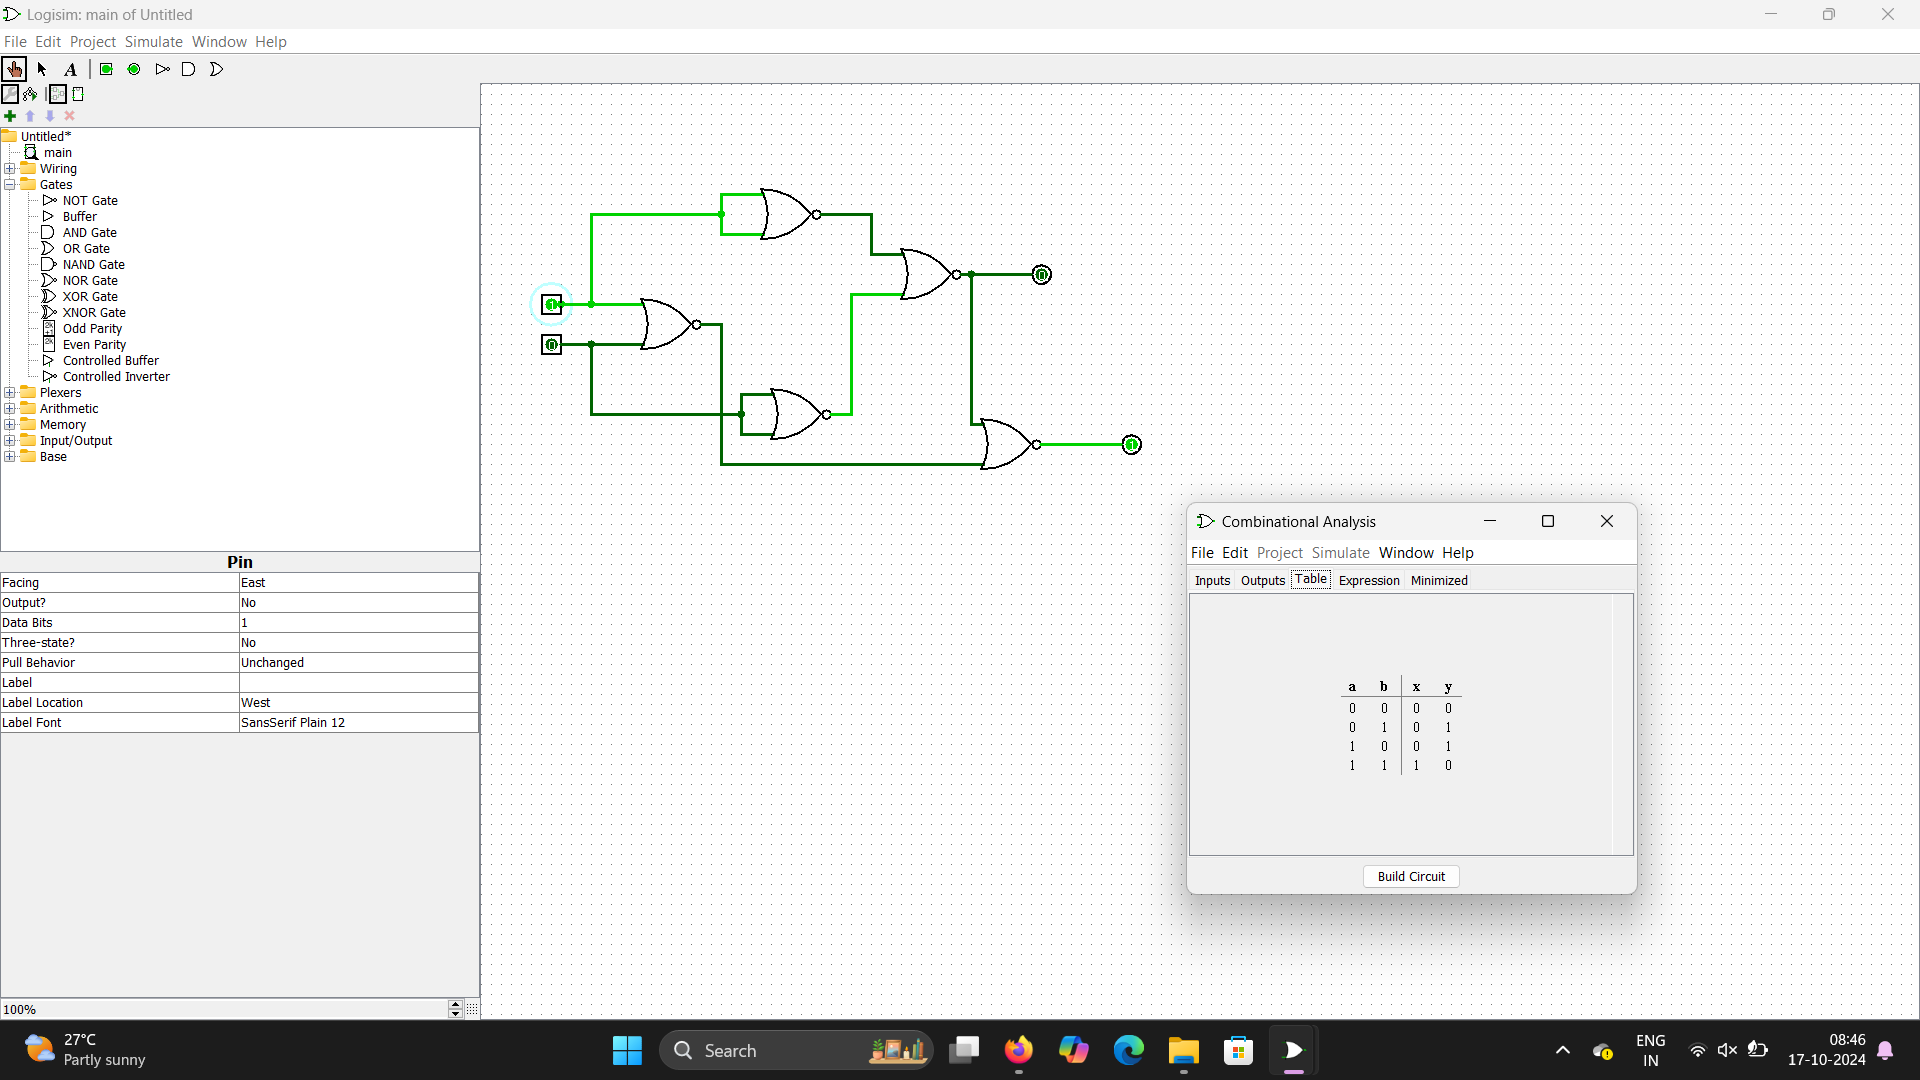 Logisim: main of Untitled
File Edit Project Simulate Window Help
A
Untitled*
main
Wiring
Gates
NOT Gate
Buffer
AND Gate
OR Gate
NAND Gate
NOR Gate
XOR Gate
XNOR Gate
Odd Parity
Even Parity
Controlled Buffer
Controlled Inverter
Plexers
Arithmetic
Memory
Input/Output
Base
Pin
Facing East
Output? No
Data Bits 1
Three-state? No
Pull Behavior Unchanged
Label
Label Location West
Label Font SansSerif Plain 12
100%
1
0
0
1
Combinational Analysis
File Edit Project Simulate Window Help
Inputs Outputs Table Expression Minimized
a b x y
0 0 0 0
0 1 0 1
1 0 0 1
1 1 1 0
Build Circuit
27°C
Partly sunny
Search
ENG
IN
08:46
17-10-2024